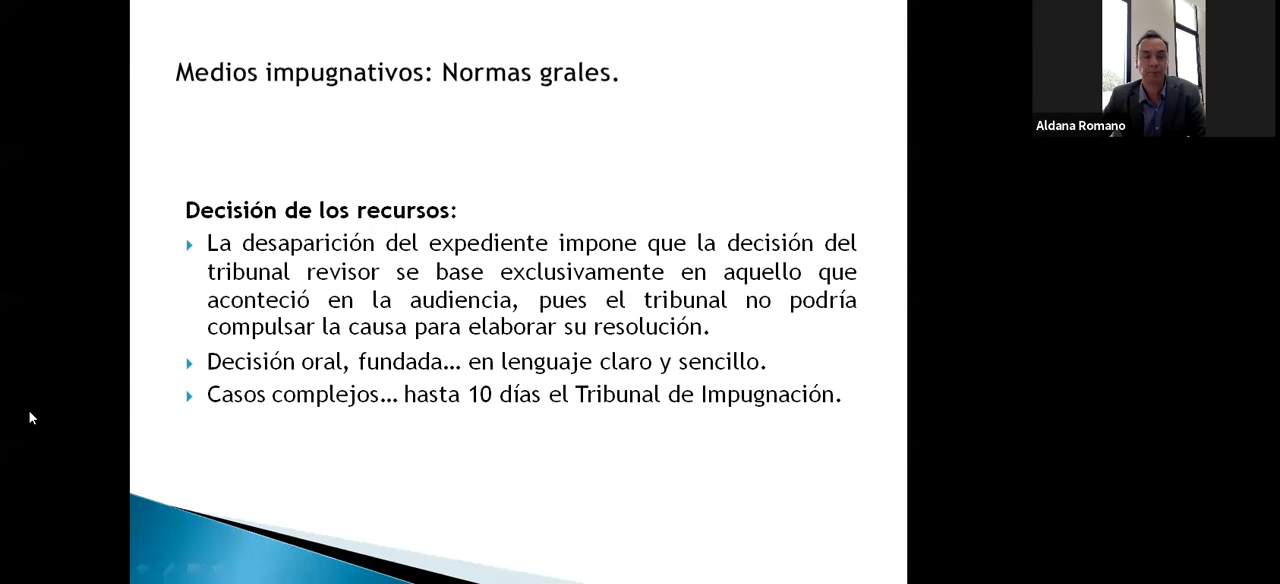 Medios impugnativos: Normas grales.
Aldana Romano
Decisión de los recursos:
La desaparición del expediente impone que la decisión del
tribunal revisor se base exclusivamente en aquello que
aconteció en la audiencia, pues el tribunal no podría
compulsar la causa para elaborar su resolución.
Decisión oral, fundada... en lenguaje claro y sencillo.
Casos complejos... hasta 10 días el Tribunal de Impugnación.